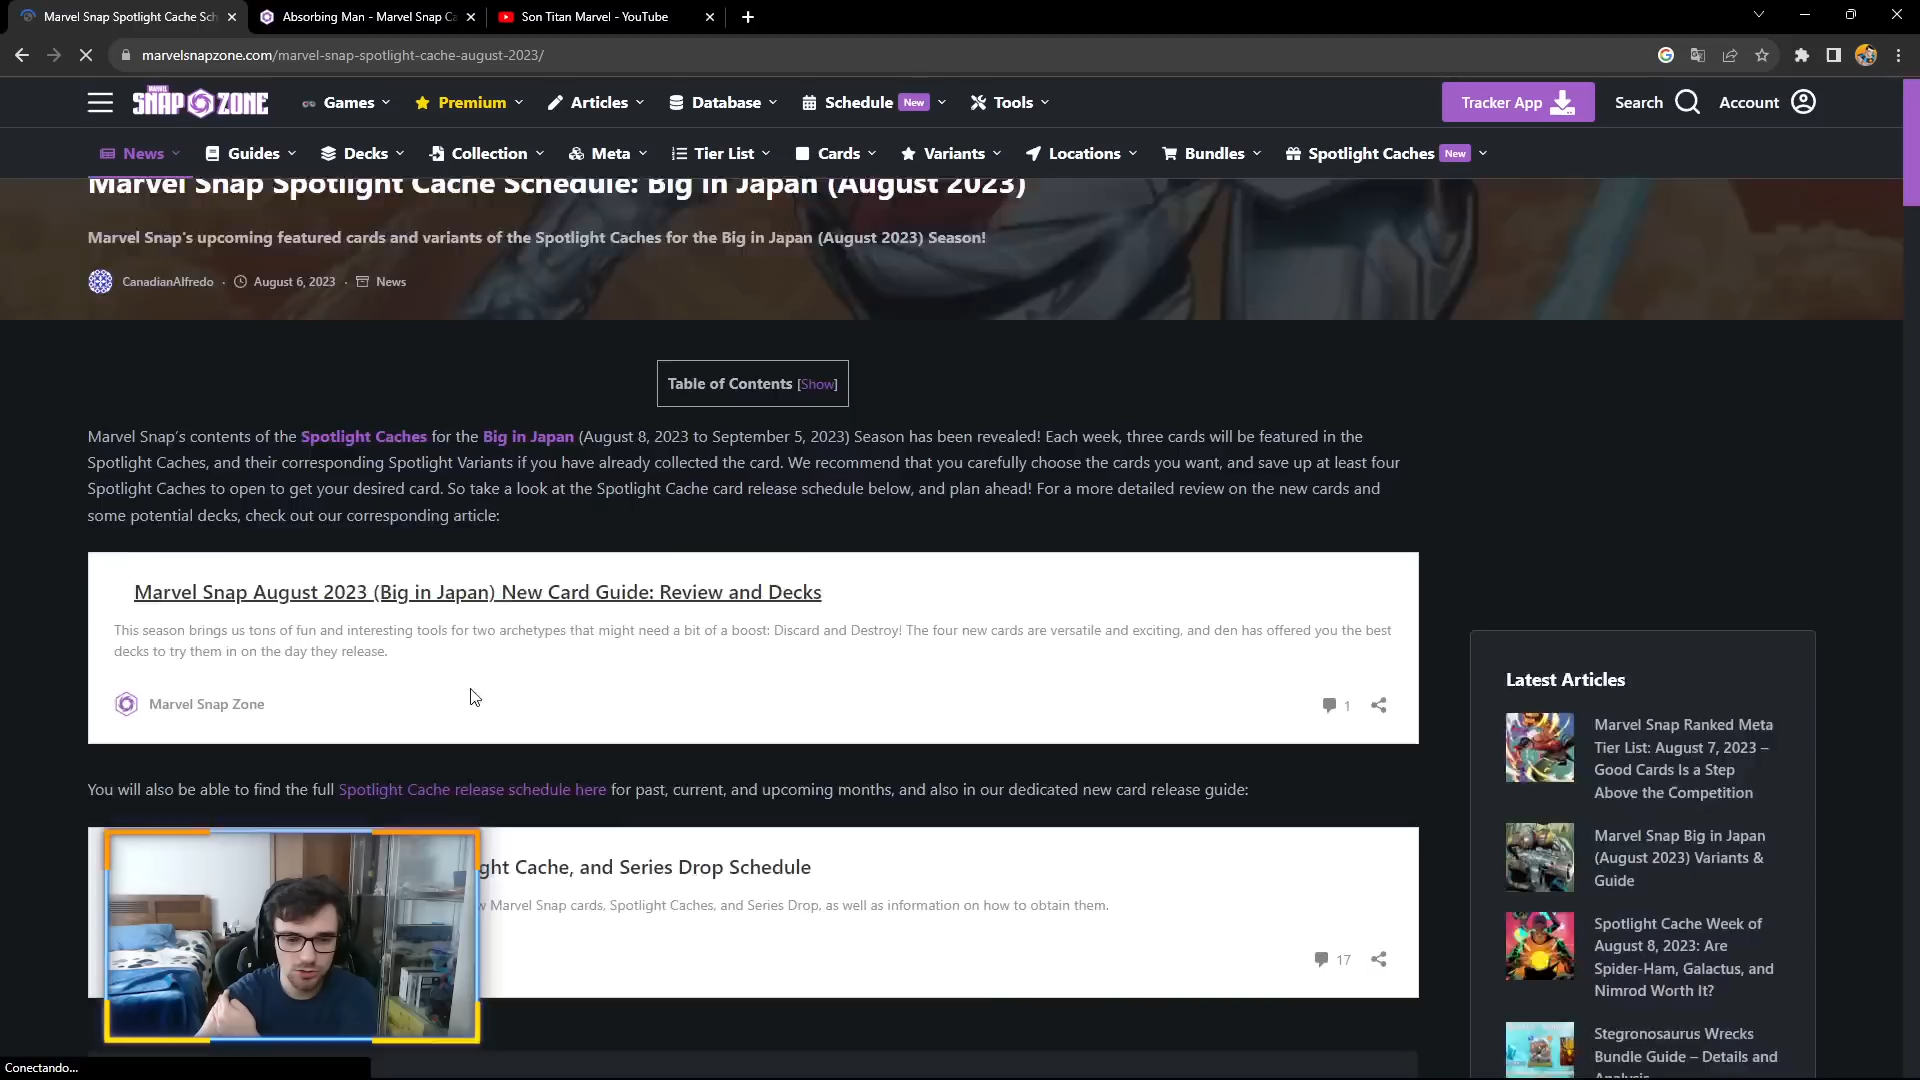 Marvel Snap Spotlight Cache Sch
Absorbing Man - Marvel Snap Ca
Son Titan Marvel - YouTube
marvelsnapzone.com/marvel-snap-spotlight-cache-august-2023/
MARVEL SNAP ZONE
Games
Premium
Articles
Database
Schedule New
Tools
Tracker App
Search
Account
News
Guides
Decks
Collection
Meta
Tier List
Cards
Variants
Locations
Bundles
Spotlight Caches New
Marvel Snap Spotlight Cache Schedule: Big in Japan (August 2023)
Marvel Snap's upcoming featured cards and variants of the Spotlight Caches for the Big in Japan (August 2023) Season!
CanadianAlfredo · August 6, 2023 · News
Table of Contents [Show]
Marvel Snap's contents of the Spotlight Caches for the Big in Japan (August 8, 2023 to September 5, 2023) Season has been revealed! Each week, three cards will be featured in the
Spotlight Caches, and their corresponding Spotlight Variants if you have already collected the card. We recommend that you carefully choose the cards you want, and save up at least four
Spotlight Caches to open to get your desired card. So take a look at the Spotlight Cache card release schedule below, and plan ahead! For a more detailed review on the new cards and
some potential decks, check out our corresponding article:
Marvel Snap August 2023 (Big in Japan) New Card Guide: Review and Decks
This season brings us tons of fun and interesting tools for two archetypes that might need a bit of a boost: Discard and Destroy! The four new cards are versatile and exciting, and den has offered you the best
decks to try them in on the day they release.
Marvel Snap Zone
1
You will also be able to find the full Spotlight Cache release schedule here for past, current, and upcoming months, and also in our dedicated new card release guide:
ght Cache, and Series Drop Schedule
Marvel Snap cards, Spotlight Caches, and Series Drop, as well as information on how to obtain them.
17
Latest Articles
Marvel Snap Ranked Meta
Tier List: August 7, 2023 –
Good Cards Is a Step
Above the Competition
Marvel Snap Big in Japan
(August 2023) Variants &
Guide
Spotlight Cache Week of
August 8, 2023: Are
Spider-Ham, Galactus, and
Nimrod Worth It?
Stegronosaurus Wrecks
Bundle Guide – Details and
Conectando...